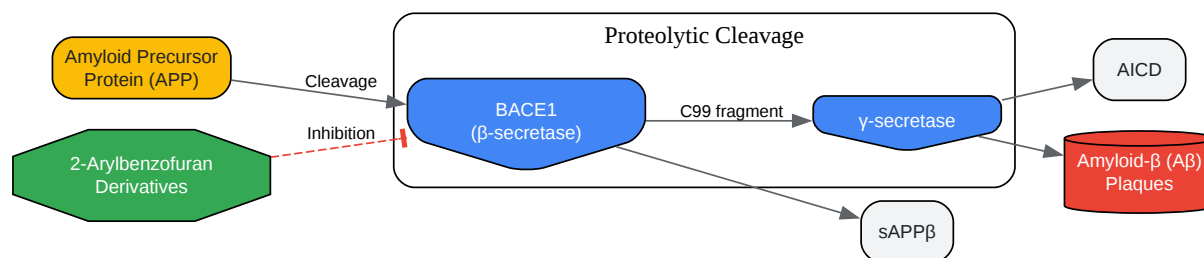 Proteolytic Cleavage
Amyloid Precursor
Protein (APP)
Cleavage
BACE1
(β-secretase)
C99 fragment
γ-secretase
AICD
Inhibition
2-Arylbenzofuran
Derivatives
Amyloid-β (Aβ)
Plaques
sAPPβ